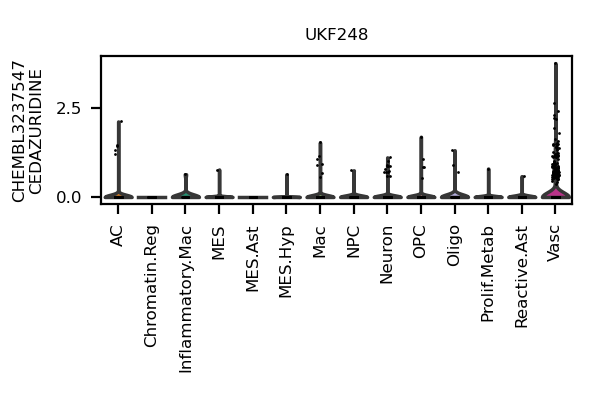 UKF248
CHEMBL3237547
CEDAZURIDINE
2.5
0.0
AC
Chromatin.Reg
Inflammatory.Mac
MES
MES.Ast
MES.Hyp
Mac
NPC
Neuron
OPC
Oligo
Prolif.Metab
Reactive.Ast
Vasc